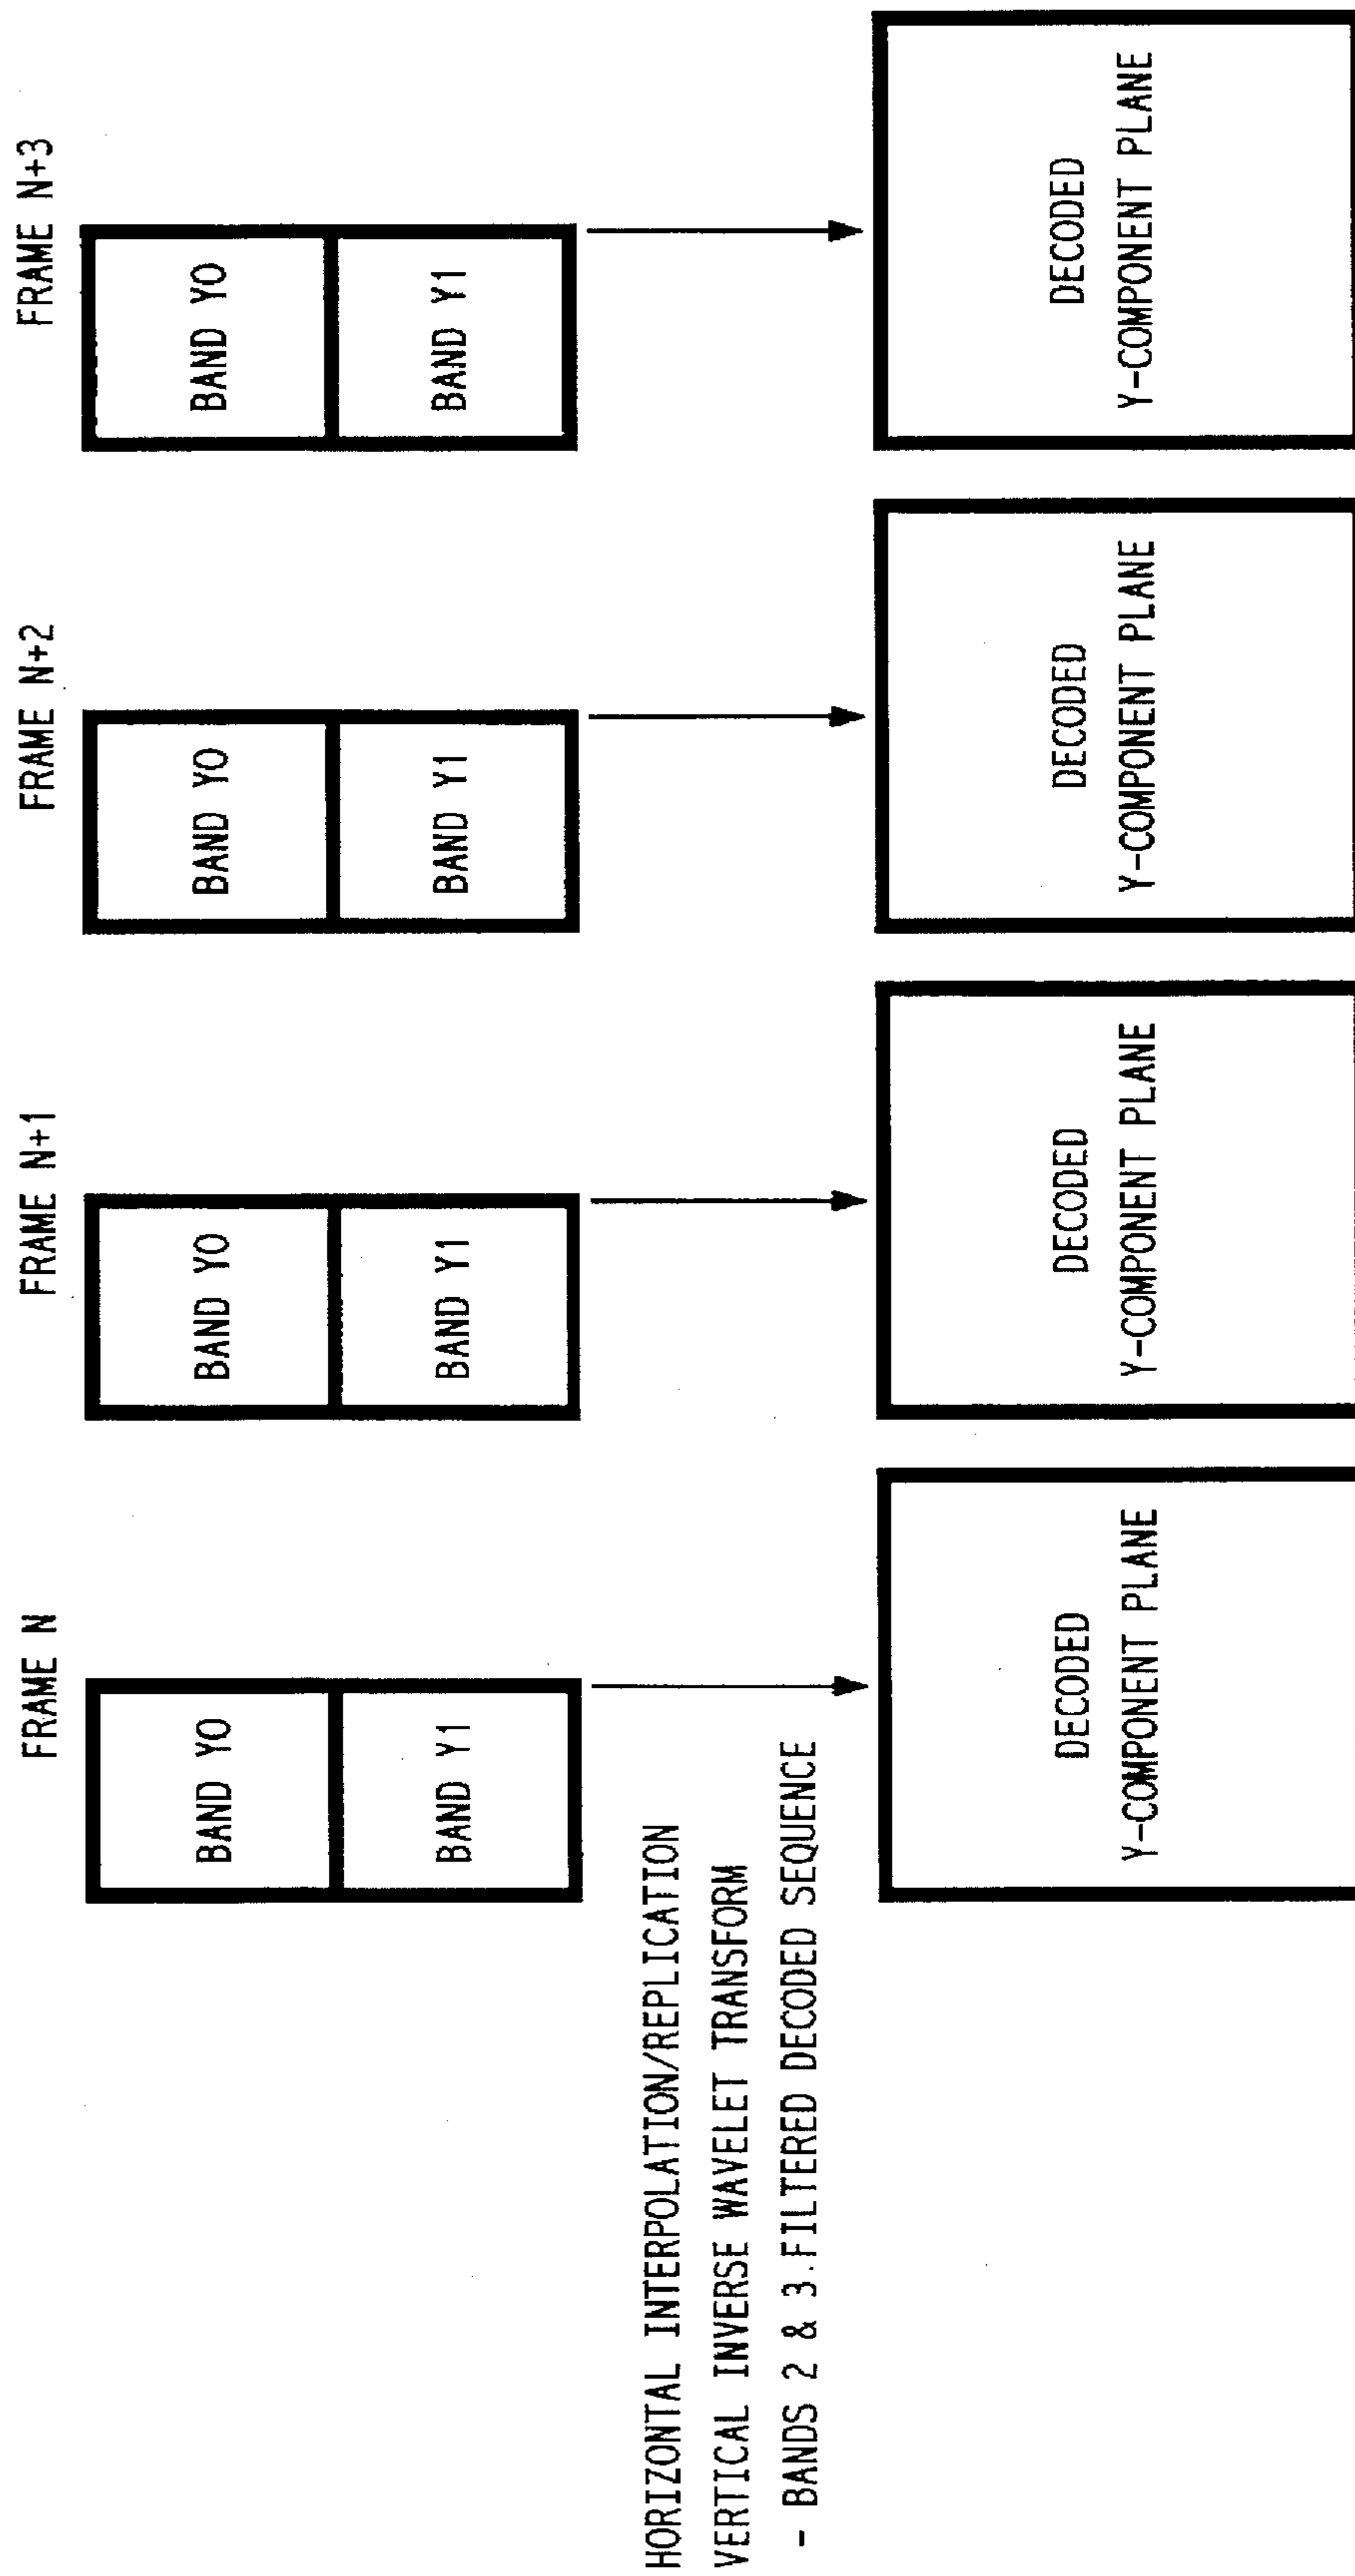 FRAME N
FRAME N+1
FRAME N+2
FRAME N+3
BAND Y0
BAND Y0
BAND Y0
BAND Y0
BAND Y1
BAND Y1
BAND Y1
BAND Y1
HORIZONTAL INTERPOLATION/REPLICATION
VERTICAL INVERSE WAVELET TRANSFORM
- BANDS 2 & 3 FILTERED DECODED SEQUENCE
DECODED
Y-COMPONENT PLANE
DECODED
Y-COMPONENT PLANE
DECODED
Y-COMPONENT PLANE
DECODED
Y-COMPONENT PLANE